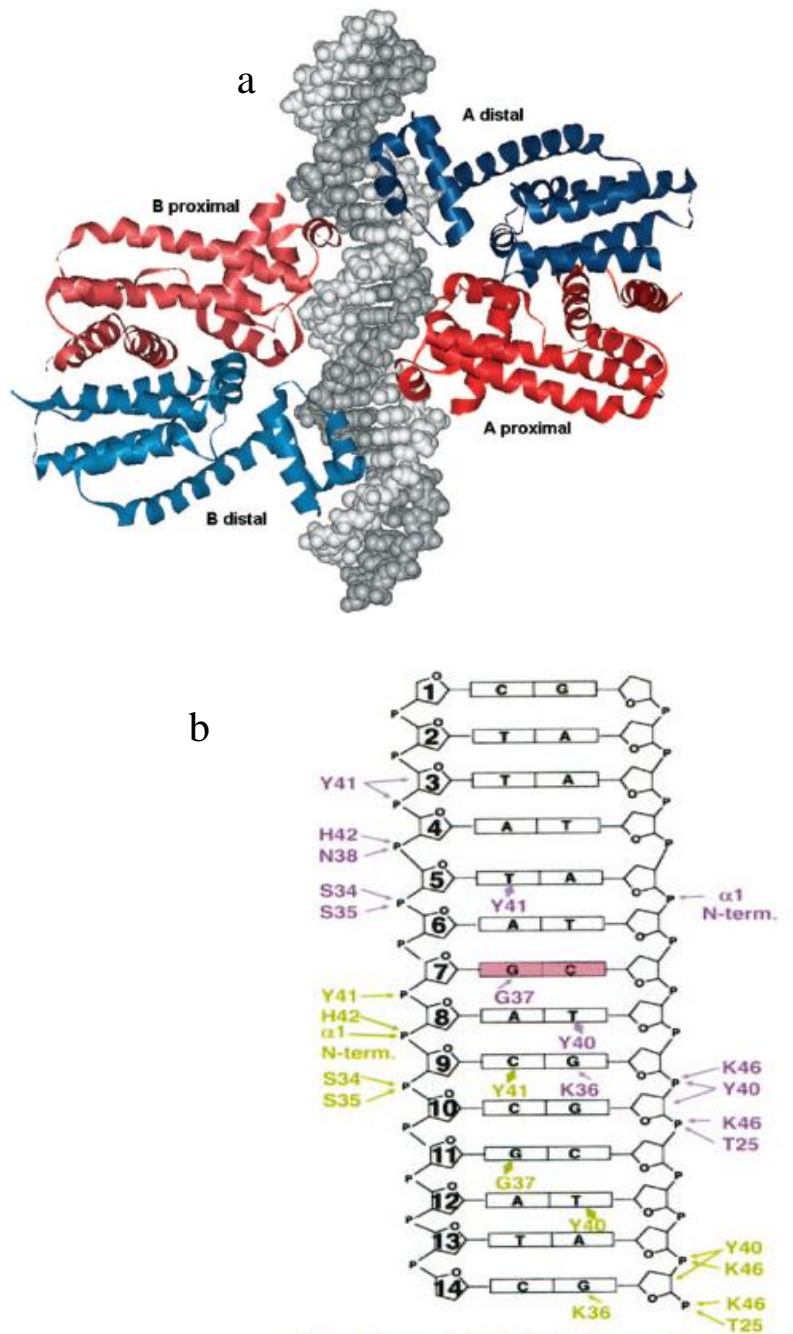 a
A distal
B proximal
A proximal
B distal
b
1 C G
P P
2 T A
P P
Y41 3 T A
P P
4 A T
H42
N38 P P
5 T A
S34 P P α1
S35 Y41 N-term.
6 A T
P P
7 G C
Y41 P G37 P
H42 8 A T
α1 P Y40 P
N-term. 9 C G K46
S34 P Y41 K36 P Y40
S35 10 C G
P P K46
T25
11 G C
P G37 P
12 A T
P Y40 P
13 T A Y40
P P K46
14 C G
K36 P K46
T25